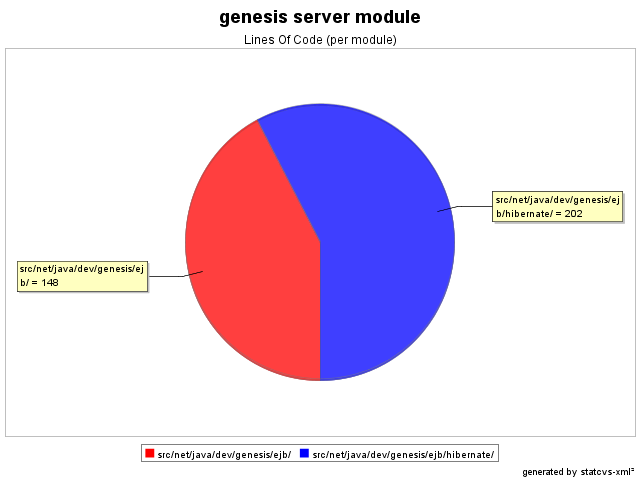 genesis server module
Lines Of Code (per module)
src/net/java/dev/genesis/ej
b/hibernate/ = 202
src/net/java/dev/genesis/ej
b/ = 148
src/net/java/dev/genesis/ejb/ src/net/java/dev/genesis/ejb/hibernate/
generated by statcvs-xml²